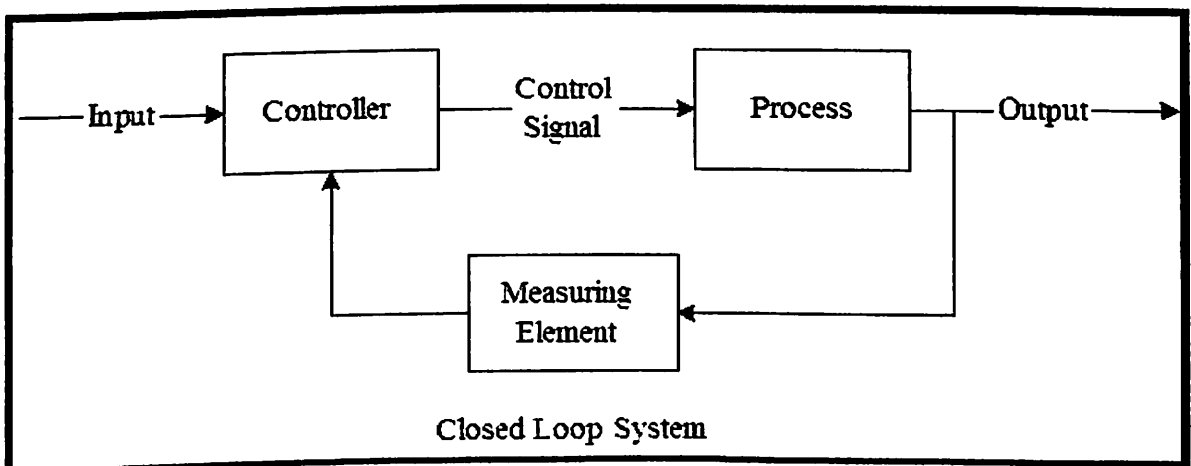 Input
Controller
Control
Signal
Process
Output
Measuring
Element
Closed Loop System